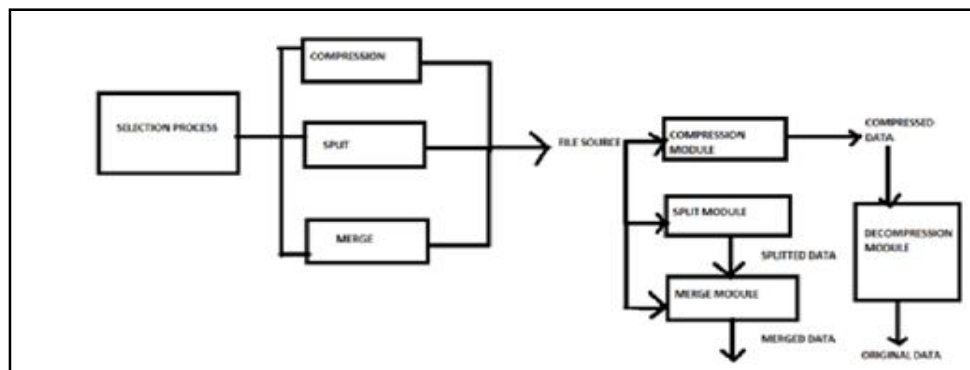 COMPRESSION
SELECTION PROCESS
SPLIT
MERGE
FILE SOURCE
COMPRESSION
MODULE
COMPRESSED
DATA
SPLIT MODULE
SPLITTED DATA
MERGE MODULE
MERGED DATA
DECOMPRESSION
MODULE
ORIGINAL DATA